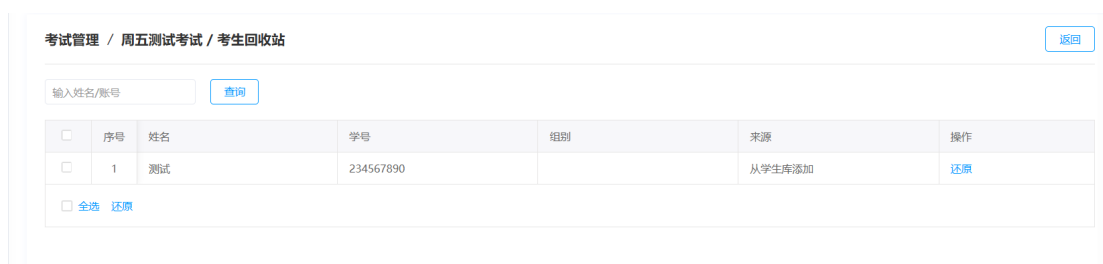 考试管理 / 周五测试考试 / 考生回收站 返回
输入姓名/账号 查询
序号 姓名 学号 组别 来源 操作
1 测试 234567890 从学生库添加 还原
全选 还原